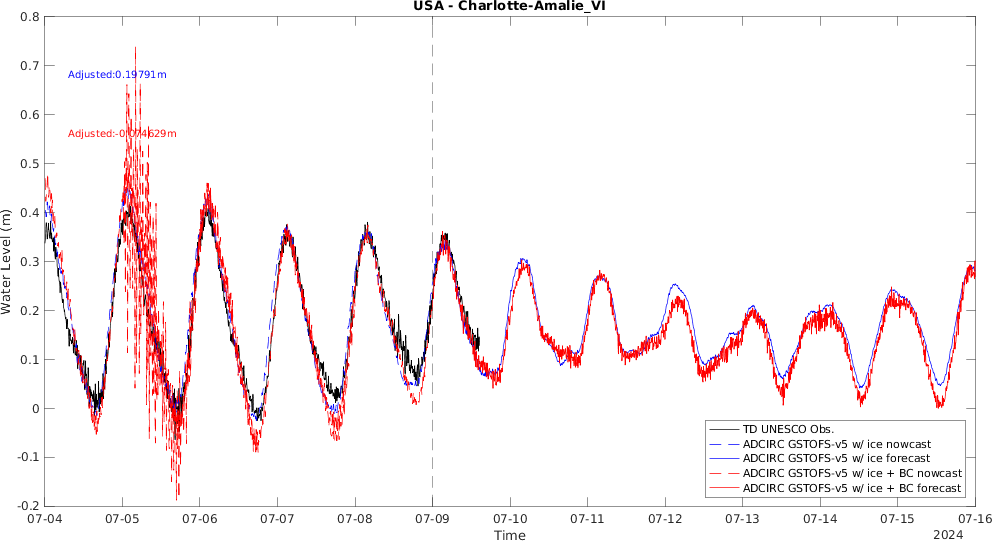 USA - Charlotte-Amalie_VI
0.8
0.7
0.6
0.5
0.4
0.3
0.2
0.1
0
-0.1
-0.2
Water Level (m)
Adjusted:0.19791m
Adjusted:-0.074629m
TD UNESCO Obs.
ADCIRC GSTOFS-v5 w/ ice nowcast
ADCIRC GSTOFS-v5 w/ ice forecast
ADCIRC GSTOFS-v5 w/ ice + BC nowcast
ADCIRC GSTOFS-v5 w/ ice + BC forecast
07-04 07-05 07-06 07-07 07-08 07-09 07-10 07-11 07-12 07-13 07-14 07-15 07-16
Time
2024